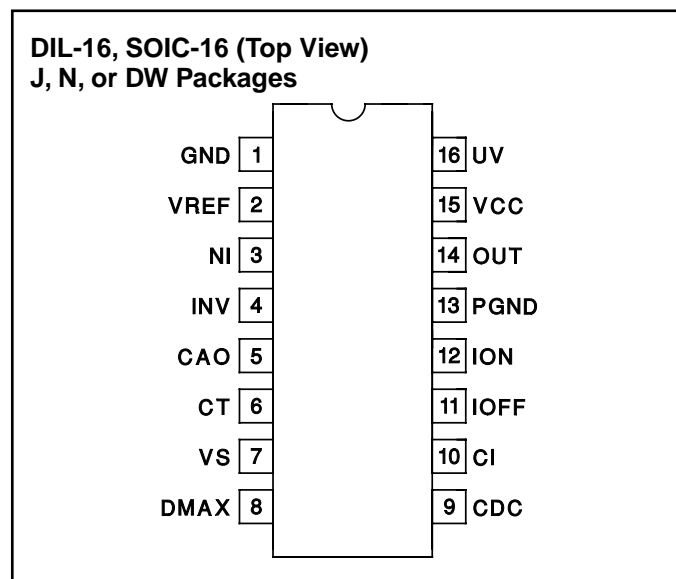 DIL-16, SOIC-16 (Top View)
J, N, or DW Packages
GND 1 16 UV
VREF 2 15 VCC
NI 3 14 OUT
INV 4 13 PGND
CAO 5 12 ION
CT 6 11 IOFF
VS 7 10 CI
DMAX 8 9 CDC